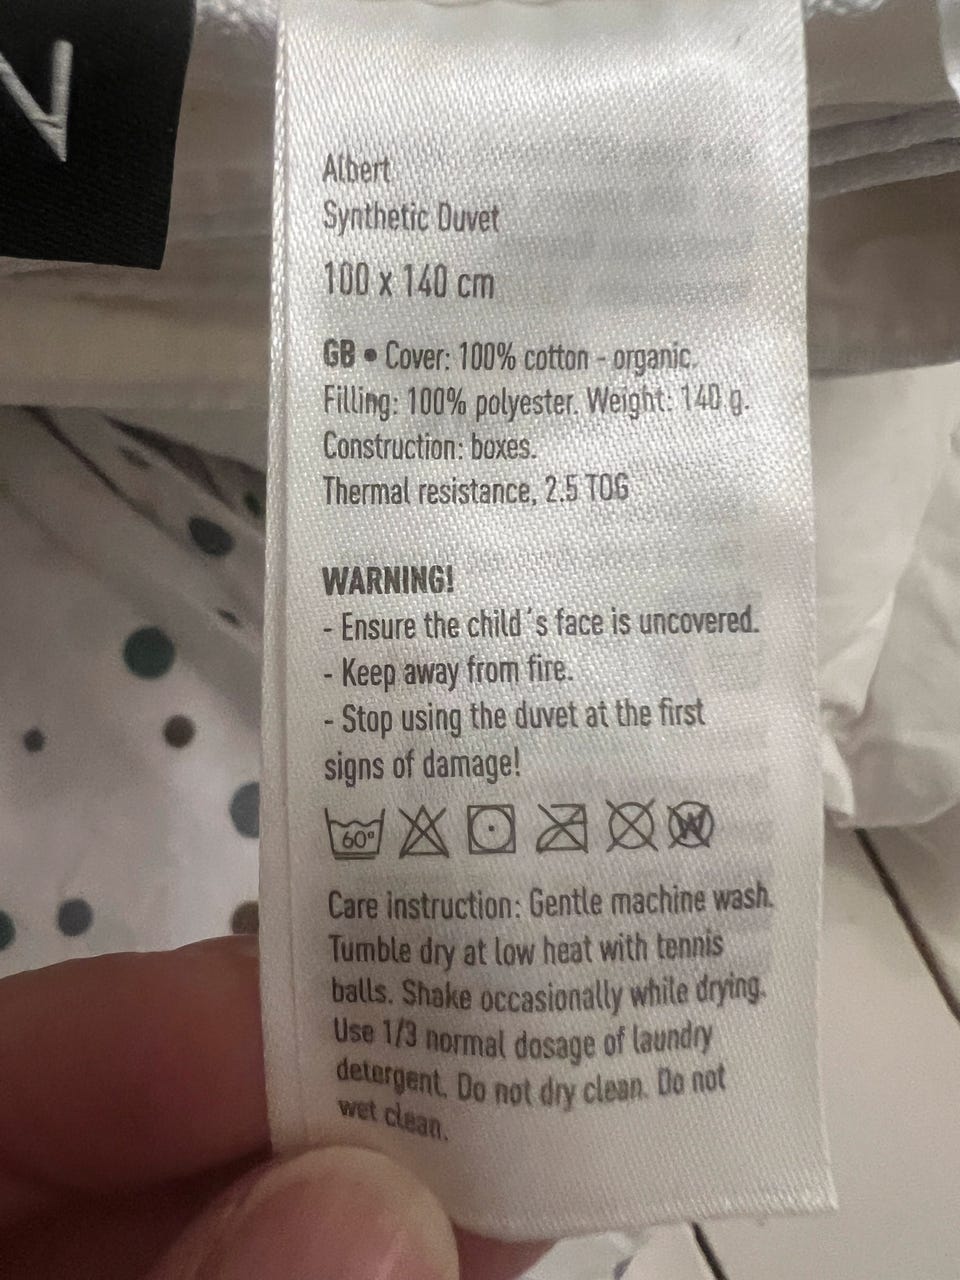 Albert
Synthetic Duvet
100 x 140 cm
GB • Cover: 100% cotton - organic.
Filling: 100% polyester. Weight: 140 g.
Construction: boxes.
Thermal resistance, 2.5 TOG
WARNING!
- Ensure the child´s face is uncovered.
- Keep away from fire.
- Stop using the duvet at the first
signs of damage!
60° W
Care instruction: Gentle machine wash.
Tumble dry at low heat with tennis
balls. Shake occasionally while drying.
Use 1/3 normal dosage of laundry
detergent. Do not dry clean. Do not
wet clean.